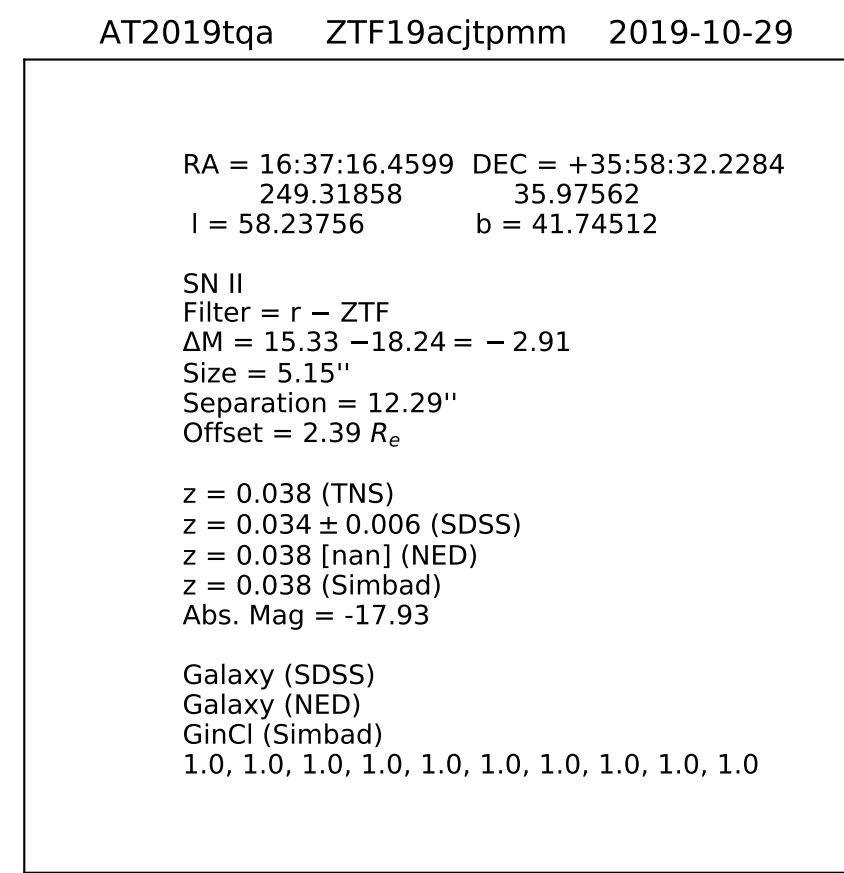 AT2019tqa ZTF19acjtpmm 2019-10-29
RA = 16:37:16.4599 DEC = +35:58:32.2284
249.31858 35.97562
l = 58.23756 b = 41.74512
SN II
Filter = r − ZTF
ΔM = 15.33 −18.24 = − 2.91
Size = 5.15''
Separation = 12.29''
Offset = 2.39 Re
z = 0.038 (TNS)
z = 0.034 ± 0.006 (SDSS)
z = 0.038 [nan] (NED)
z = 0.038 (Simbad)
Abs. Mag = -17.93
Galaxy (SDSS)
Galaxy (NED)
GinCl (Simbad)
1.0, 1.0, 1.0, 1.0, 1.0, 1.0, 1.0, 1.0, 1.0, 1.0